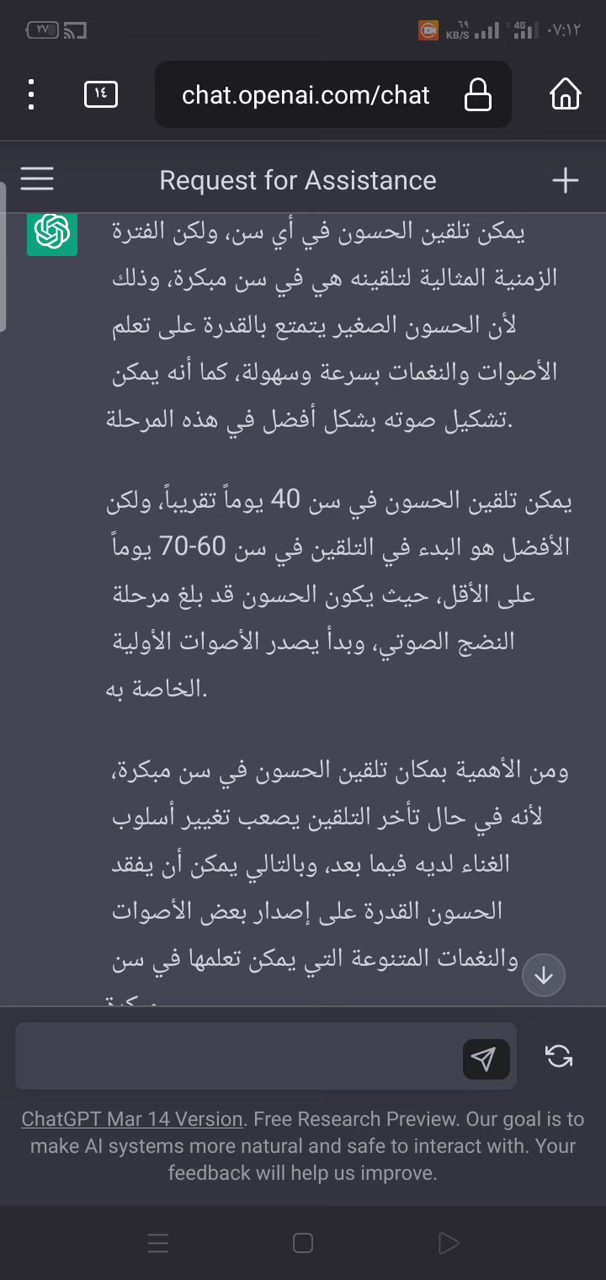 ٢٧
٦٩
KB/S
4G
٠٧:١٢
١٤
chat.openai.com/chat
Request for Assistance
يمكن تلقين الحسون في أي سن، ولكن الفترة
الزمنية المثالية لتلقينه هي في سن مبكرة، وذلك
لأن الحسون الصغير يتمتع بالقدرة على تعلم
الأصوات والنغمات بسرعة وسهولة، كما أنه يمكن
تشكيل صوته بشكل أفضل في هذه المرحلة.
يمكن تلقين الحسون في سن 40 يوماً تقريباً، ولكن
الأفضل هو البدء في التلقين في سن 60-70 يوماً
على الأقل، حيث يكون الحسون قد بلغ مرحلة
النضج الصوتي، وبدأ يصدر الأصوات الأولية
الخاصة به.
ومن الأهمية بمكان تلقين الحسون في سن مبكرة،
لأنه في حال تأخر التلقين يصعب تغيير أسلوب
الغناء لديه فيما بعد، وبالتالي يمكن أن يفقد
الحسون القدرة على إصدار بعض الأصوات
والنغمات المتنوعة التي يمكن تعلمها في سن
ChatGPT Mar 14 Version. Free Research Preview. Our goal is to
make AI systems more natural and safe to interact with. Your
feedback will help us improve.